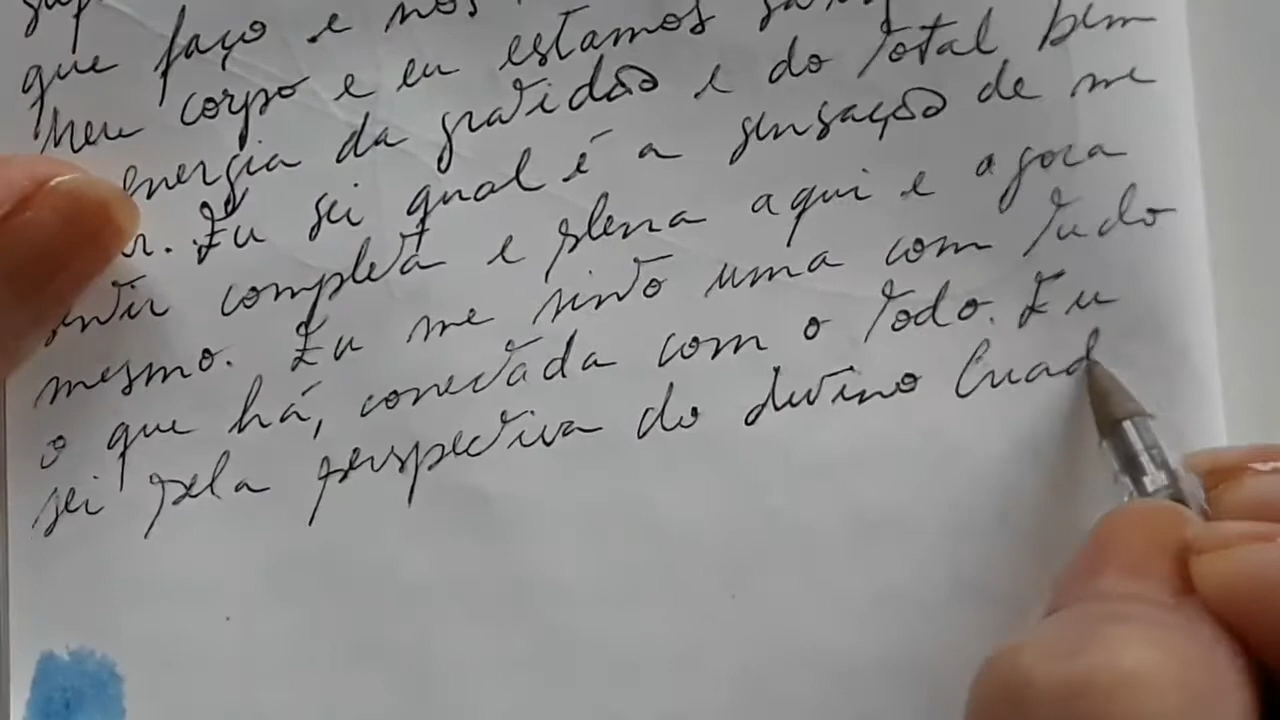 que faço e nos
meu corpo e eu estamos
energia da gratidão e do total bem
r. Eu sei qual é a sensação de me
ntir completa e plena aqui e agora
mesmo. Eu me sinto uma com tudo
o que há, conectada com o todo. Eu
sei pela perspectiva do divino Criad